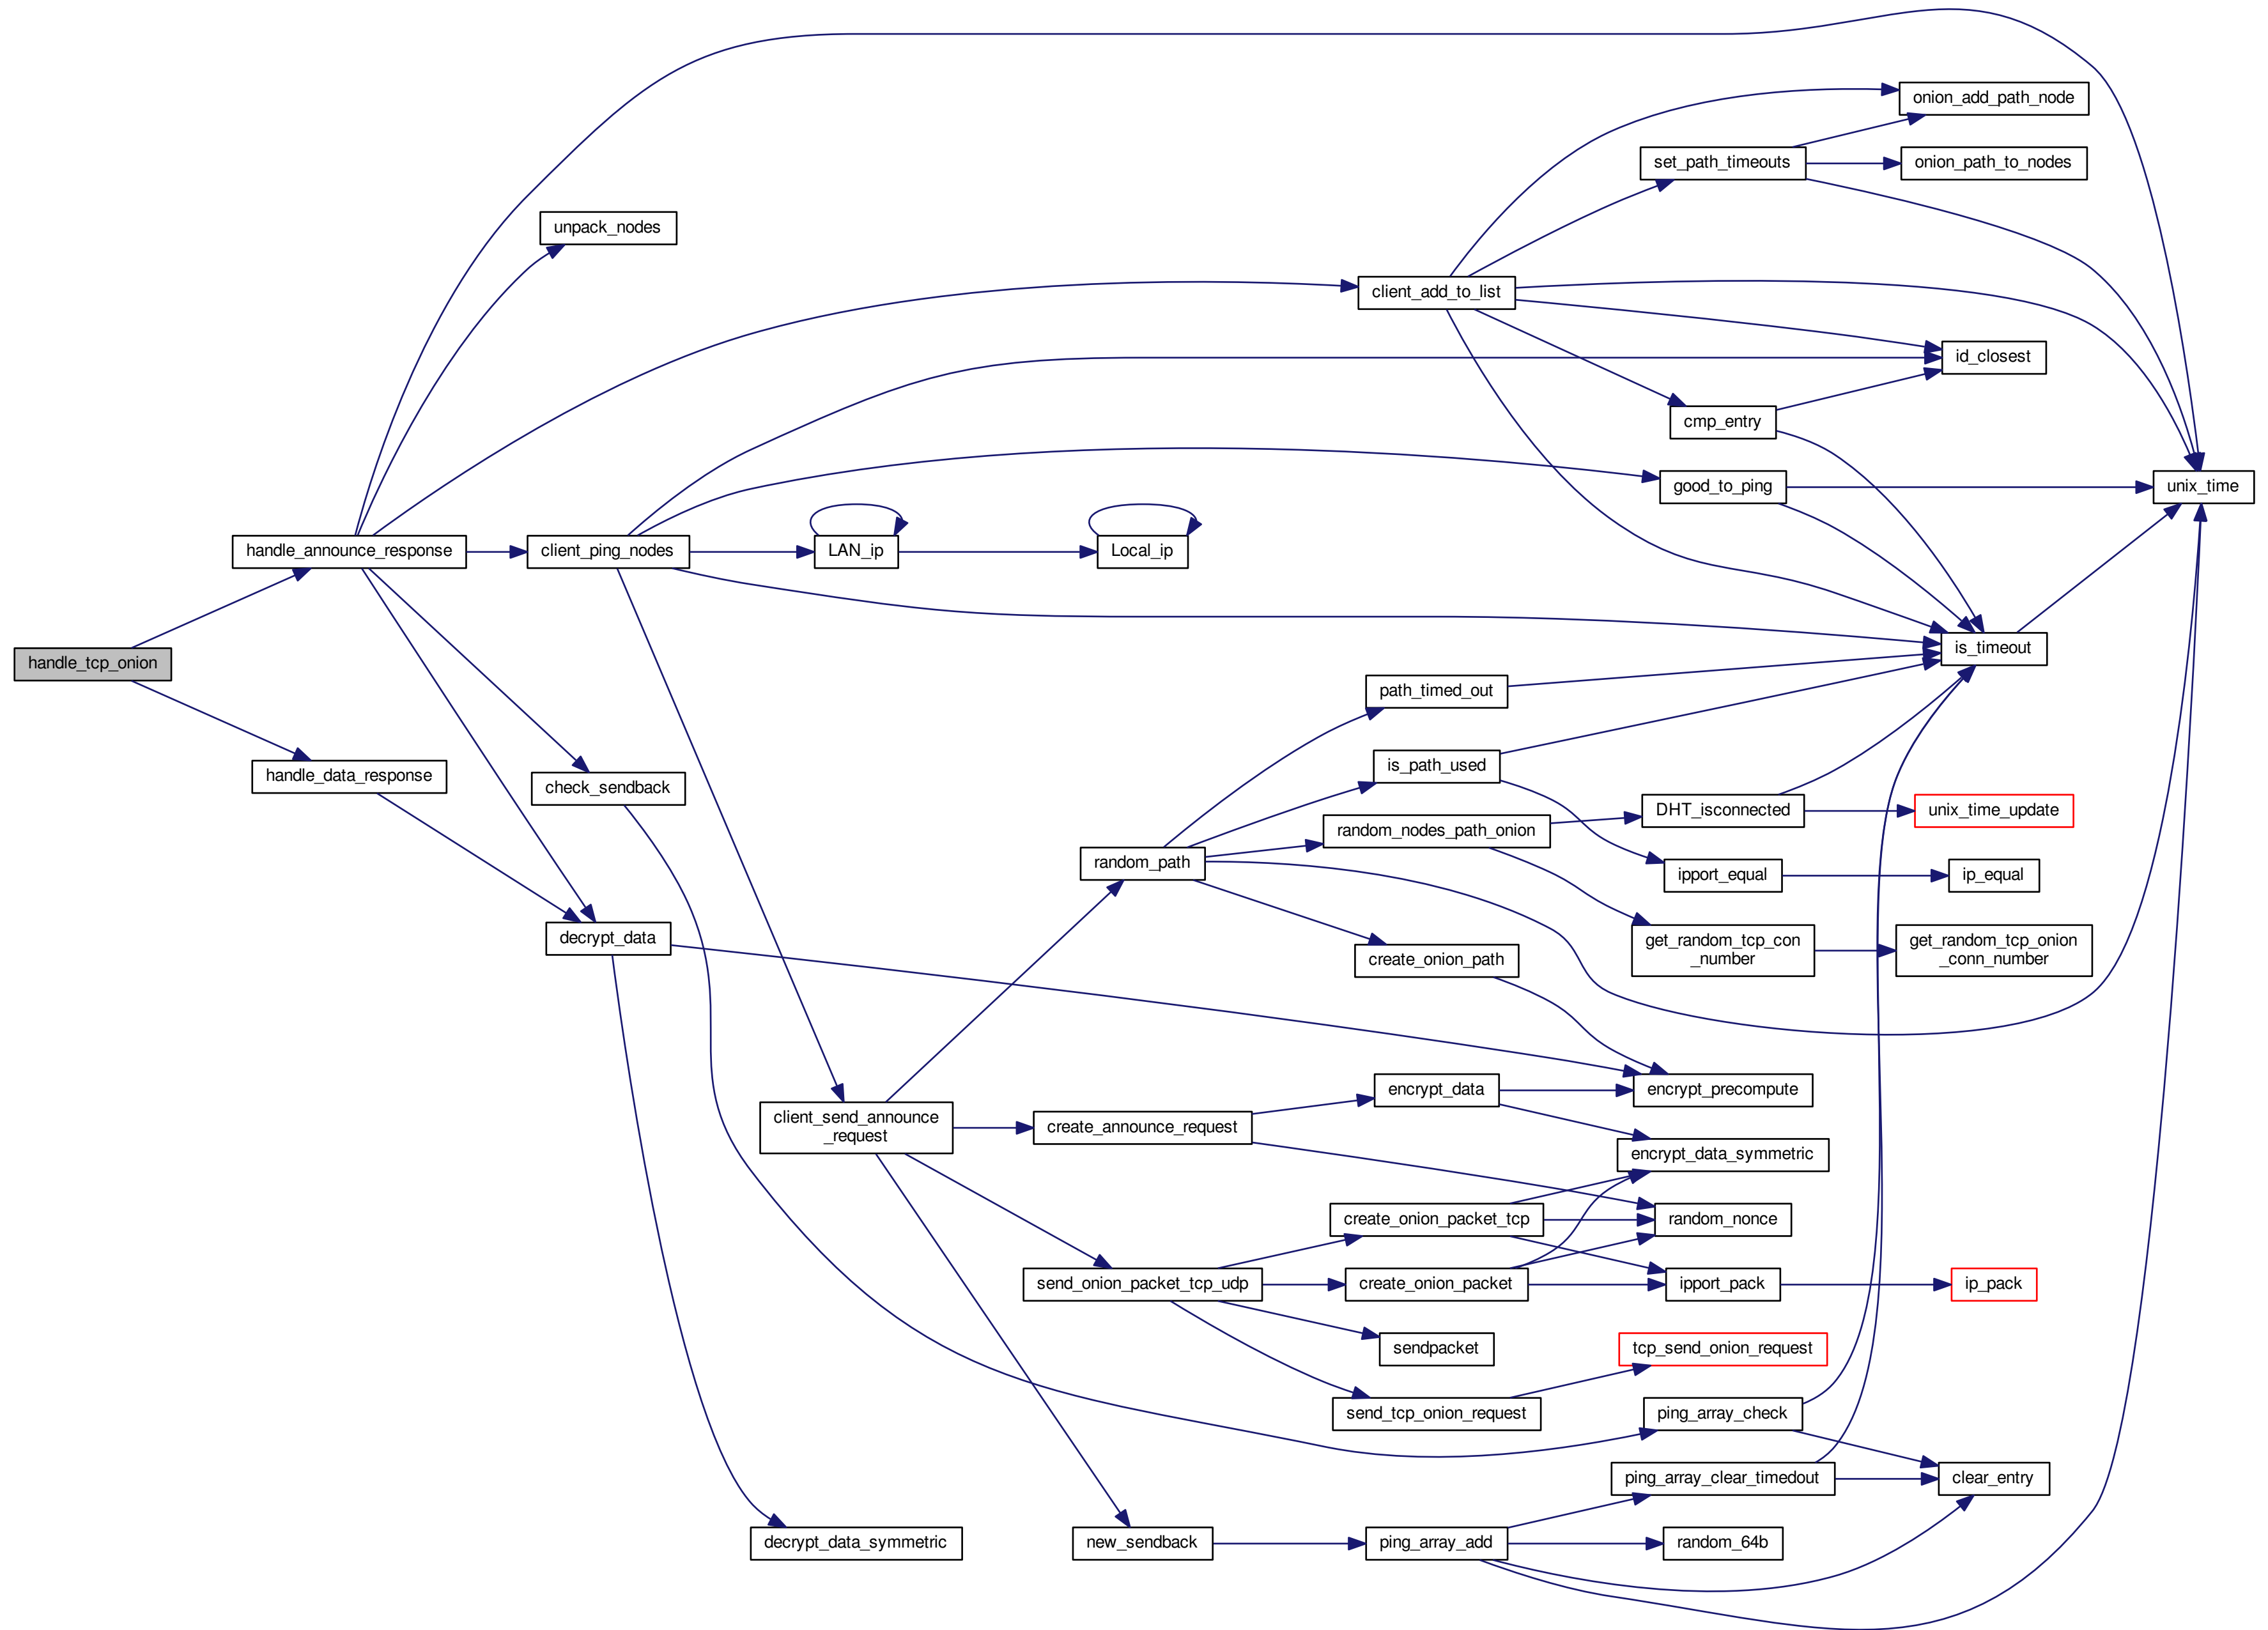 onion_add_path_node
set_path_timeouts
onion_path_to_nodes
unpack_nodes
client_add_to_list
id_closest
cmp_entry
good_to_ping
unix_time
handle_announce_response
client_ping_nodes
LAN_ip
Local_ip
is_timeout
handle_tcp_onion
path_timed_out
is_path_used
handle_data_response
check_sendback
DHT_isconnected
unix_time_update
random_nodes_path_onion
random_path
ipport_equal
ip_equal
decrypt_data
get_random_tcp_con
_number
get_random_tcp_onion
_conn_number
create_onion_path
encrypt_data
encrypt_precompute
client_send_announce
_request
create_announce_request
encrypt_data_symmetric
create_onion_packet_tcp
random_nonce
send_onion_packet_tcp_udp
create_onion_packet
ipport_pack
ip_pack
sendpacket
tcp_send_onion_request
send_tcp_onion_request
ping_array_check
ping_array_clear_timedout
clear_entry
decrypt_data_symmetric
new_sendback
ping_array_add
random_64b